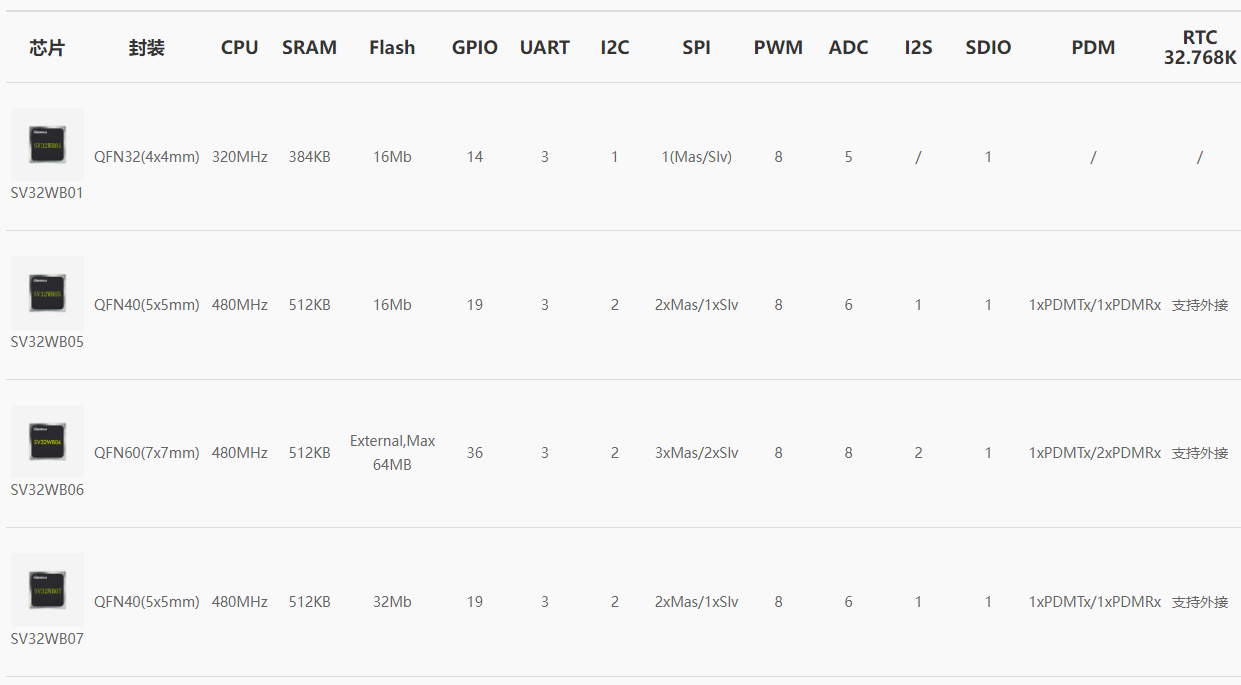 芯片 封装 CPU SRAM Flash GPIO UART I2C SPI PWM ADC I2S SDIO PDM RTC 32.768K
SV32WB01
SV32WB01 QFN32(4x4mm) 320MHz 384KB 16Mb 14 3 1 1(Mas/Slv) 8 5 / 1 / /
SV32WB05
SV32WB05 QFN40(5x5mm) 480MHz 512KB 16Mb 19 3 2 2xMas/1xSlv 8 6 1 1 1xPDMTx/1xPDMRx 支持外接
SV32WB06
SV32WB06 QFN60(7x7mm) 480MHz 512KB External,Max 64MB 36 3 2 3xMas/2xSlv 8 8 2 1 1xPDMTx/2xPDMRx 支持外接
SV32WB07
SV32WB07 QFN40(5x5mm) 480MHz 512KB 32Mb 19 3 2 2xMas/1xSlv 8 6 1 1 1xPDMTx/1xPDMRx 支持外接